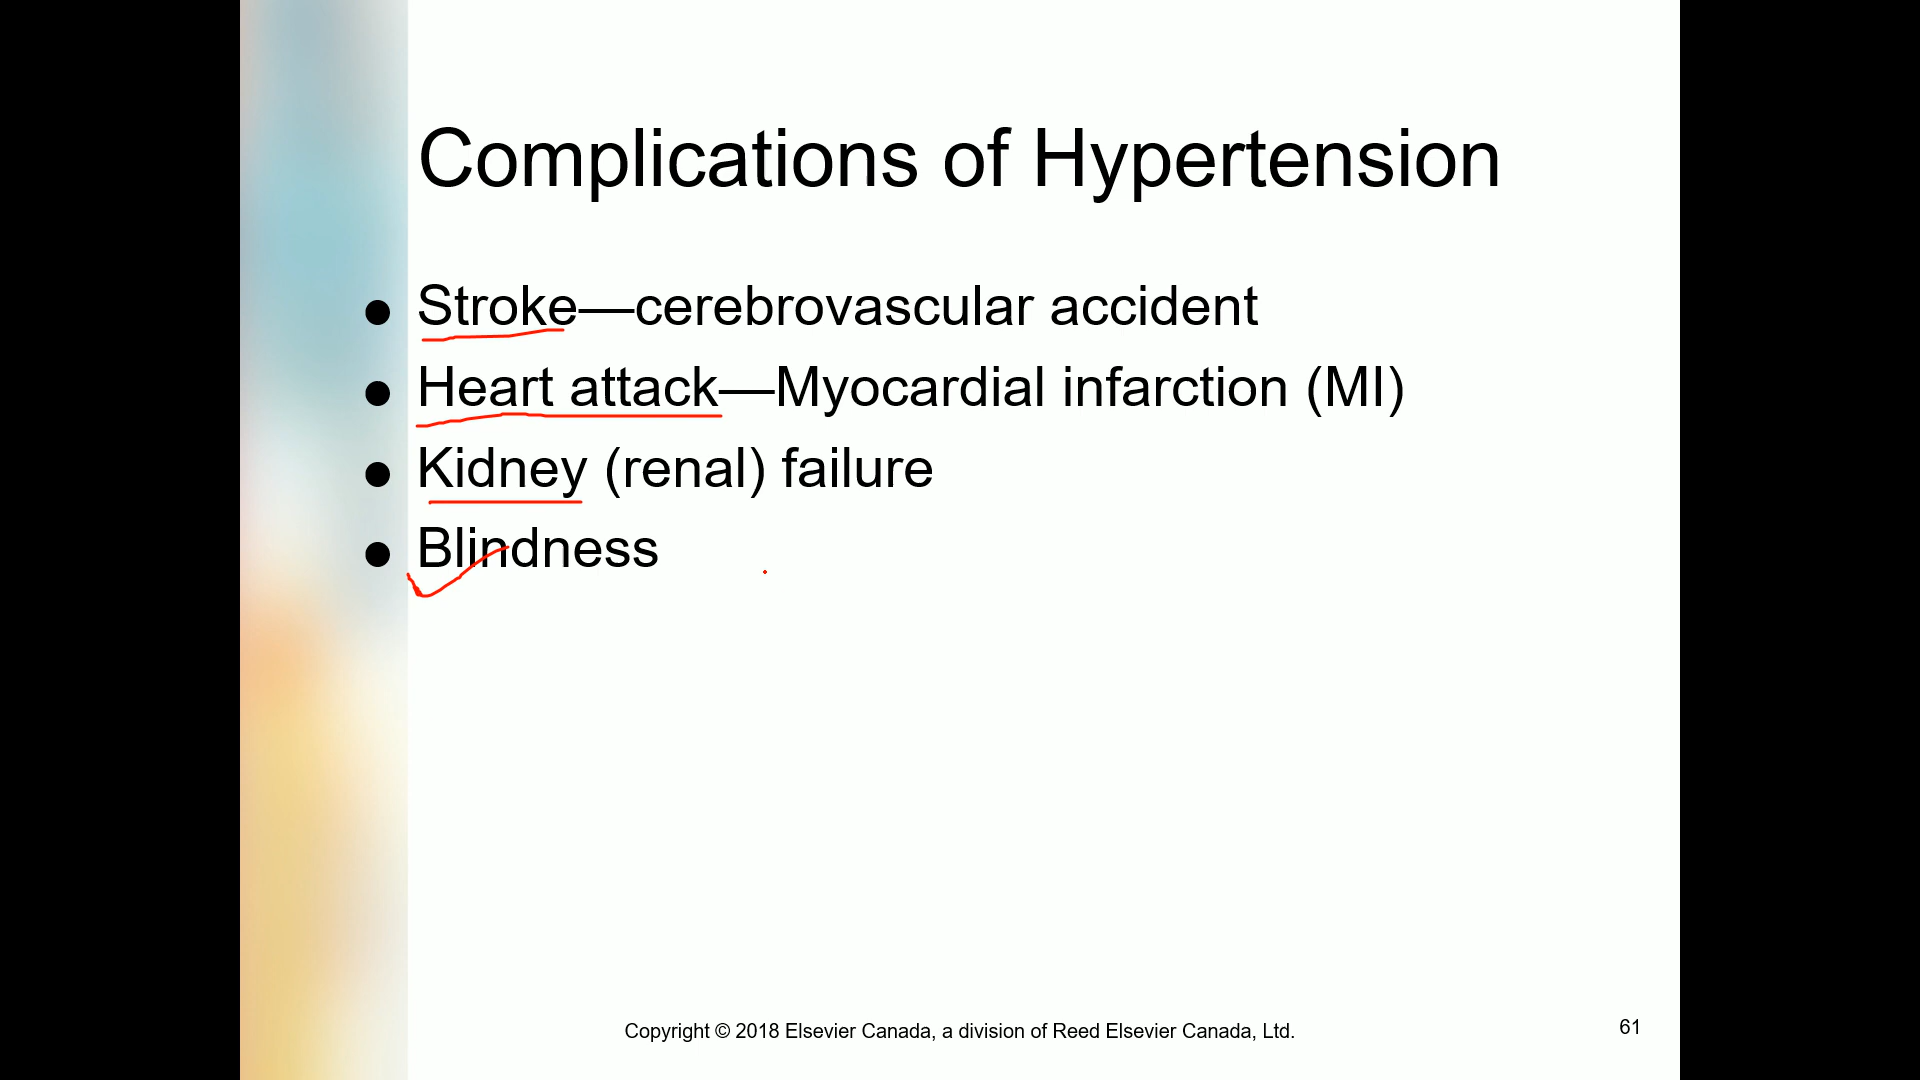 Complications of Hypertension
● Stroke—cerebrovascular accident
● Heart attack—Myocardial infarction (MI)
● Kidney (renal) failure
● Blindness
Copyright © 2018 Elsevier Canada, a division of Reed Elsevier Canada, Ltd.
61